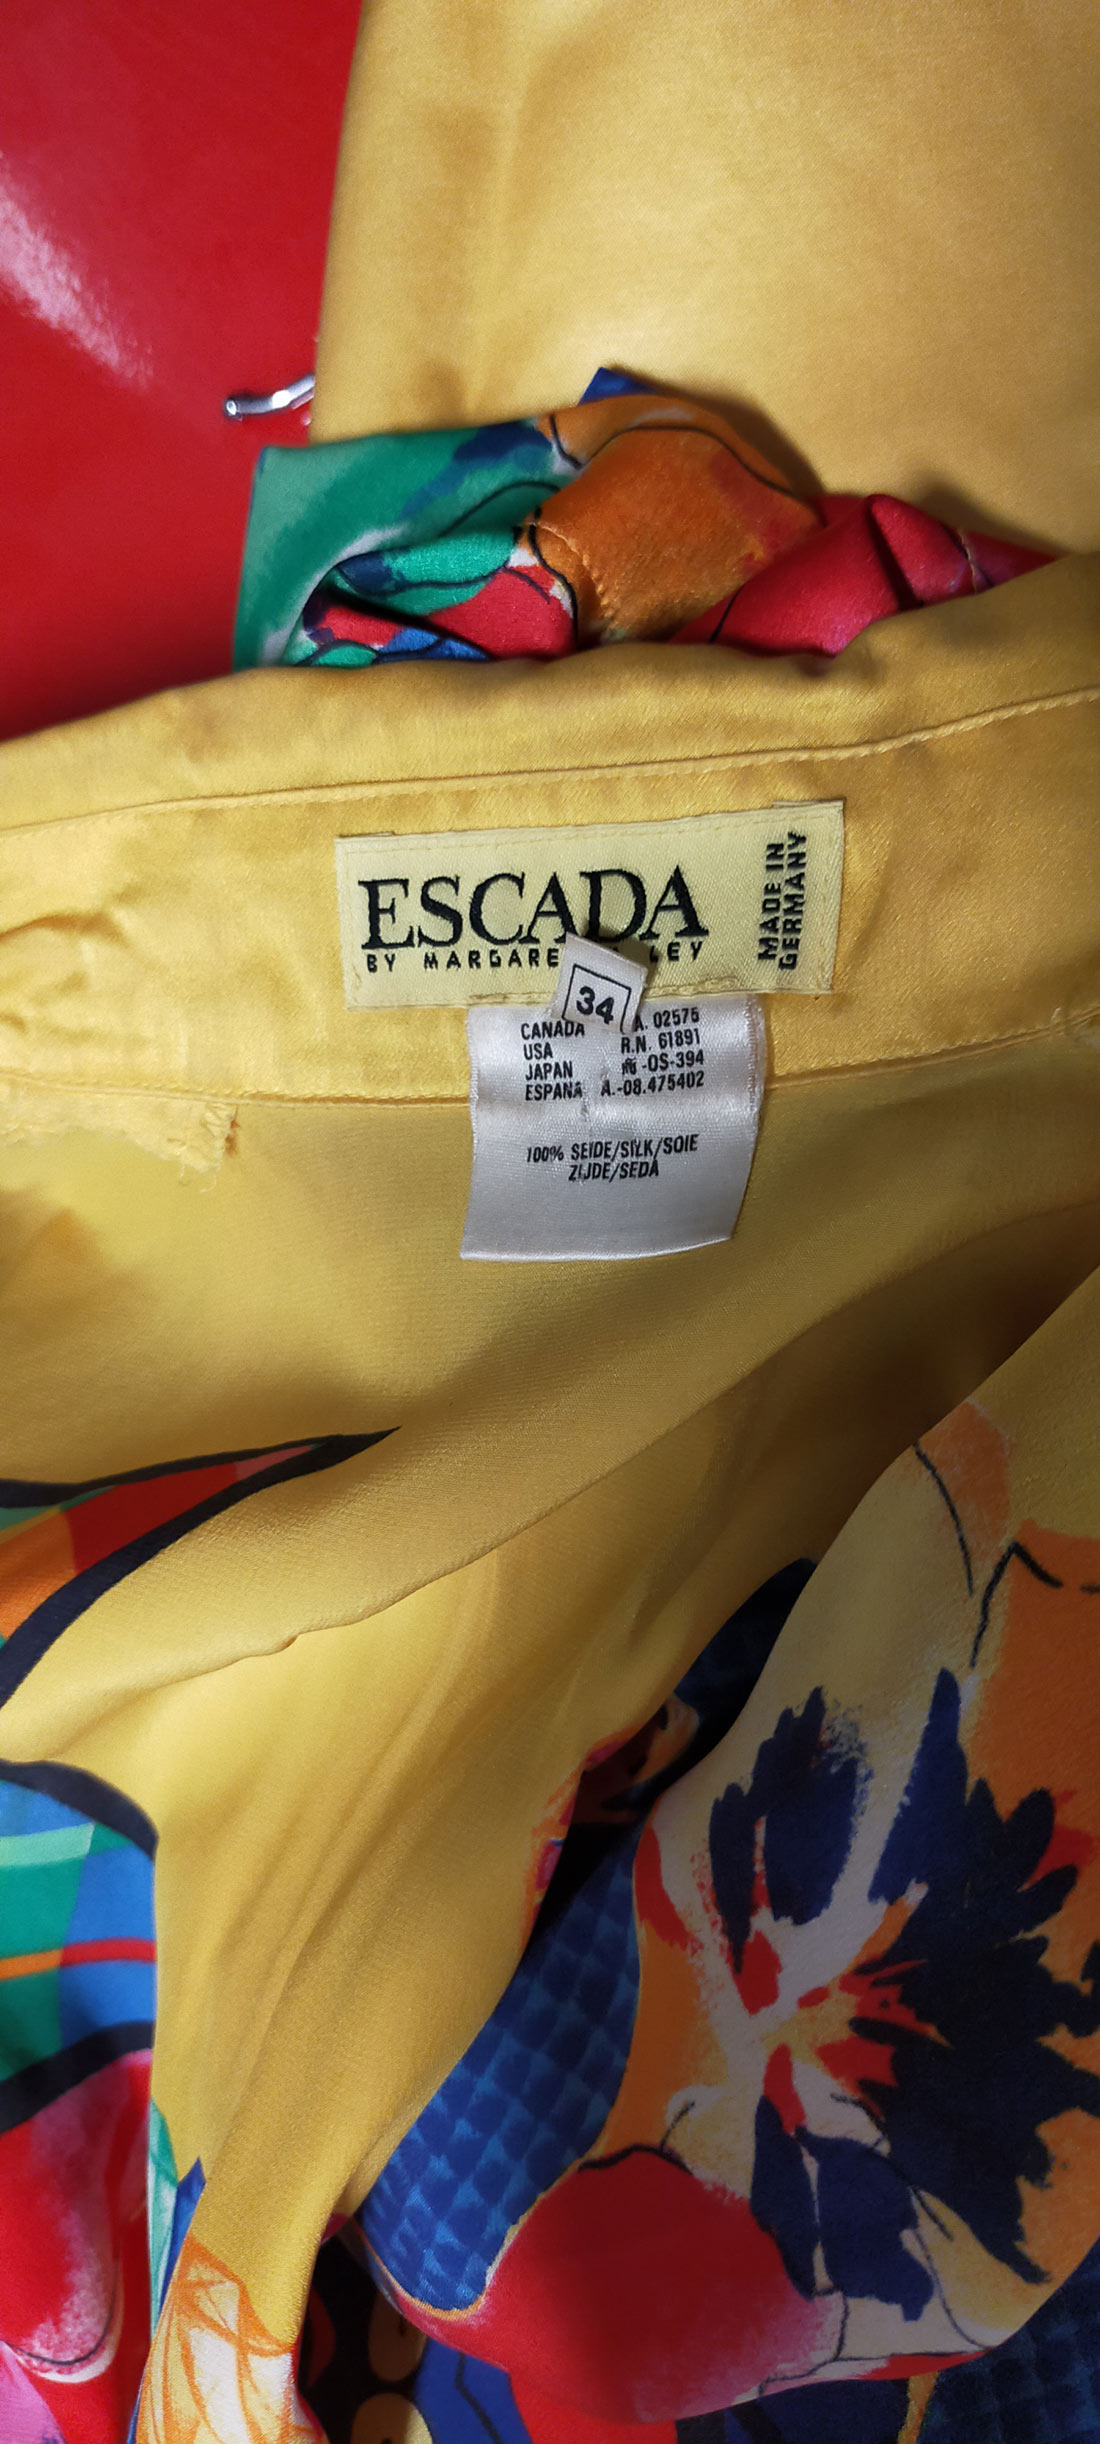 ESCADA
BY MARGARE LEY
MADE IN
GERMANY
34
CANADA A. 02575
USA R.N. 61891
JAPAN -OS-394
ESPANA A.-08.475402
100% SEIDE/SILK/SOIE
ZIJDE/SEDA